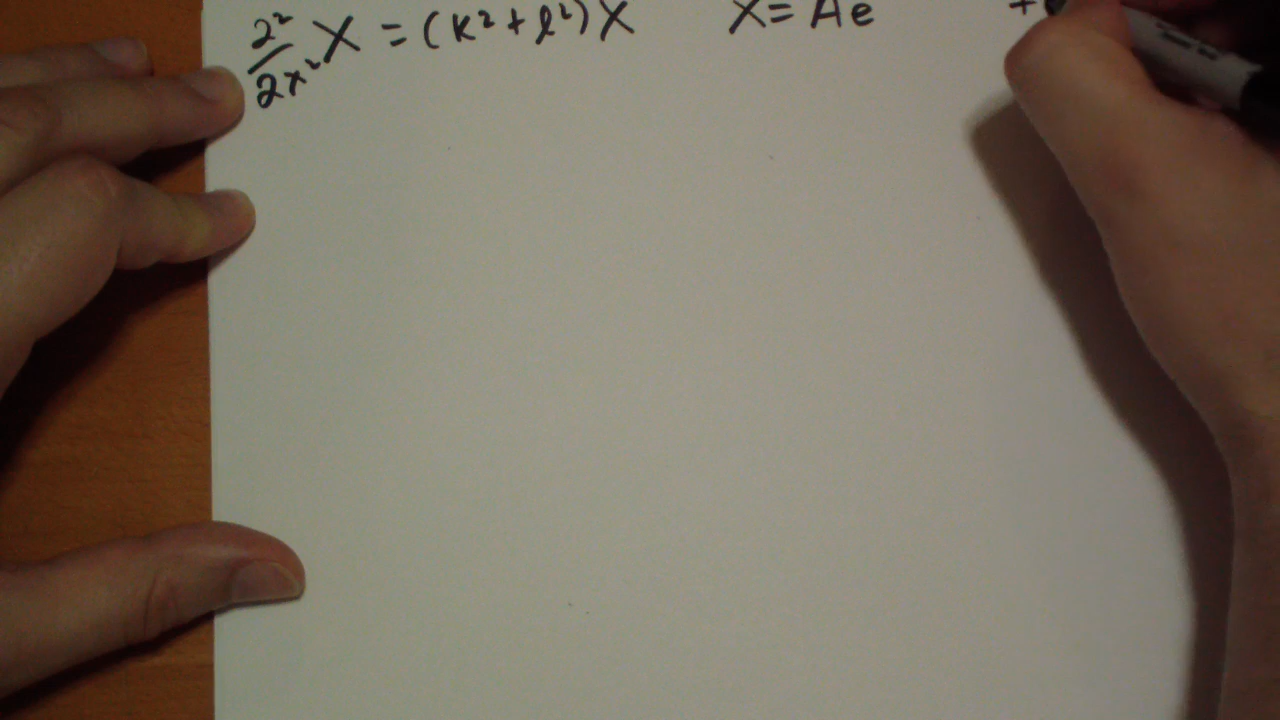 ∂²/∂x² X = (k² + l²) X X = Ae +